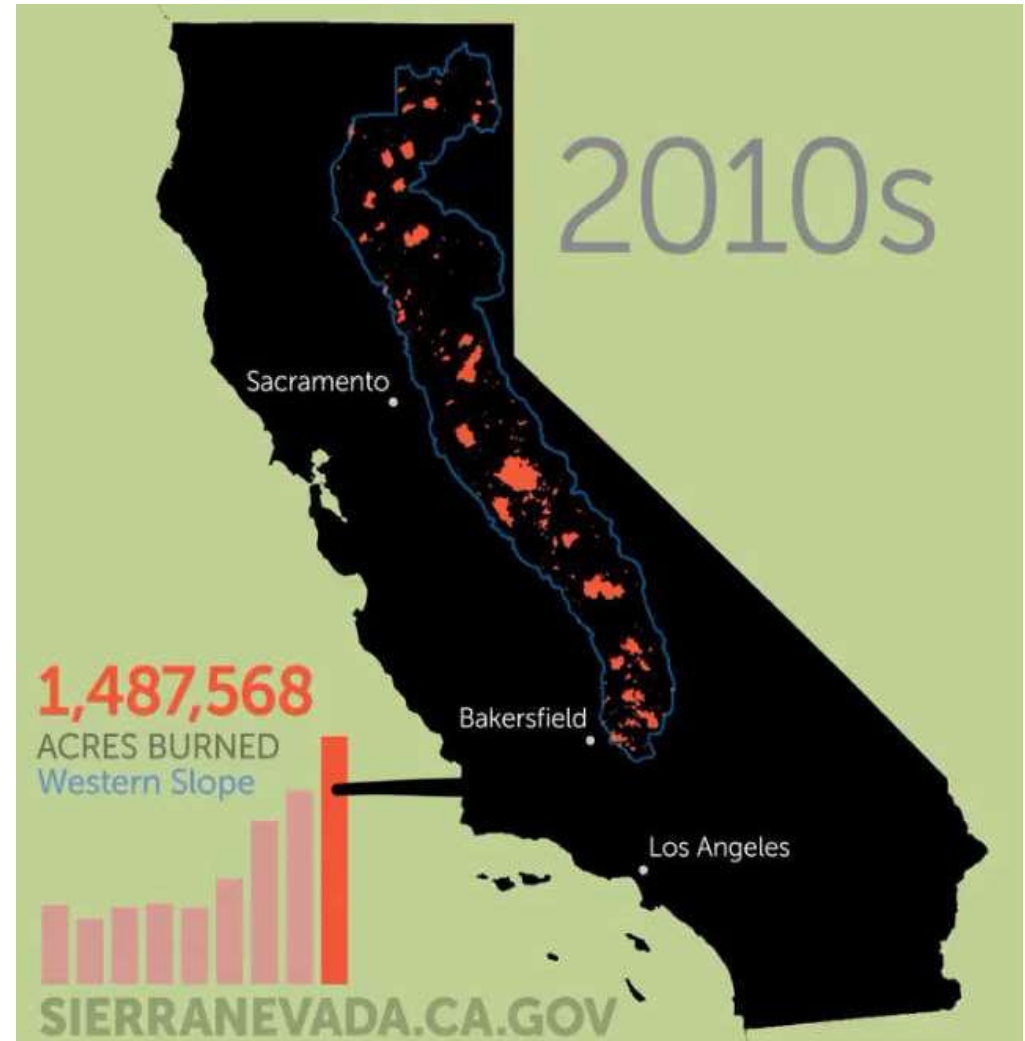 2010s
Sacramento
1,487,568
ACRES BURNED
Western Slope
Bakersfield
Los Angeles
SIERRANEVADA.CA.GOV